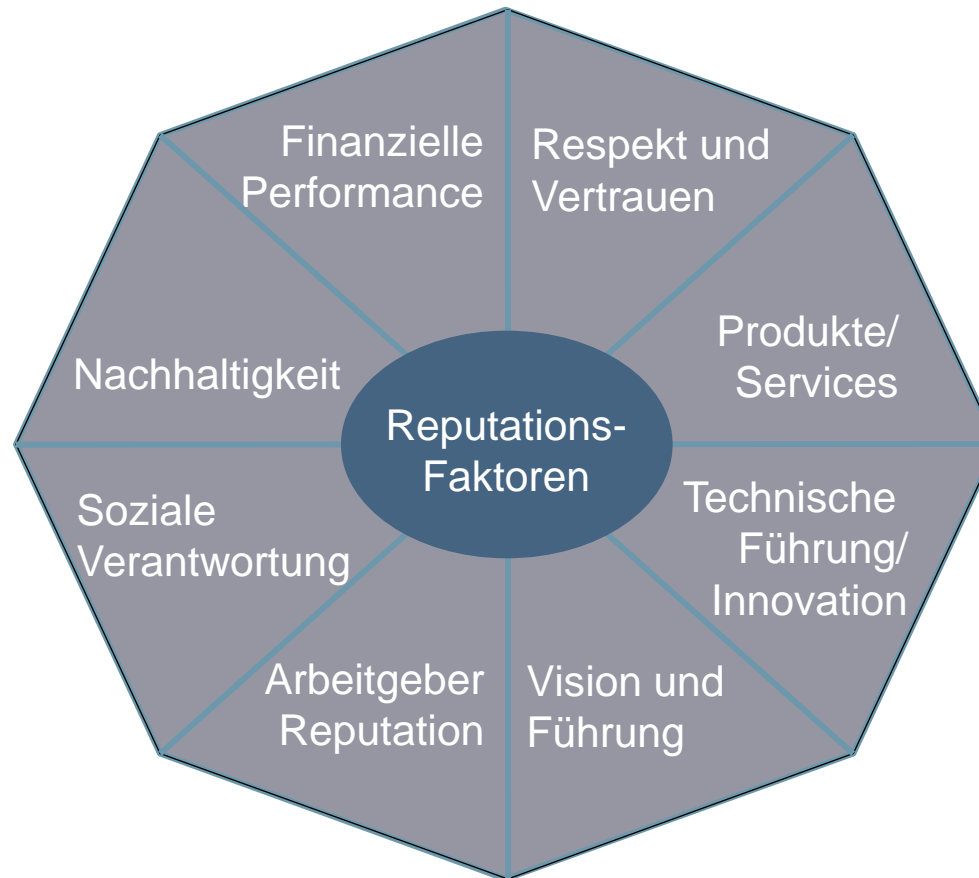 Finanzielle
Performance
Respekt und
Vertrauen
Nachhaltigkeit
Produkte/
Services
Reputations-
Faktoren
Soziale
Verantwortung
Technische
Führung/
Innovation
Arbeitgeber
Reputation
Vision und
Führung